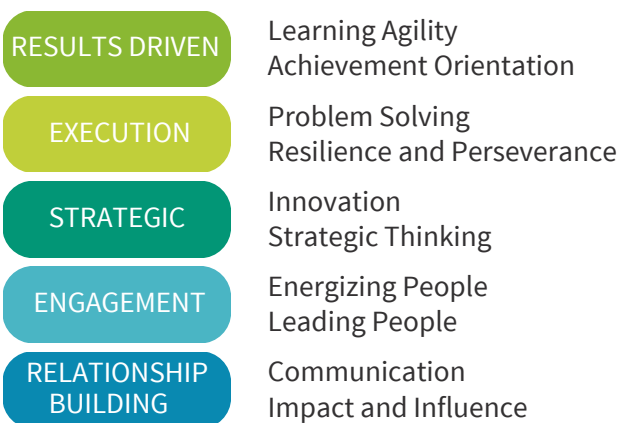 RESULTS DRIVEN
Learning Agility
Achievement Orientation
EXECUTION
Problem Solving
Resilience and Perseverance
STRATEGIC
Innovation
Strategic Thinking
ENGAGEMENT
Energizing People
Leading People
RELATIONSHIP
BUILDING
Communication
Impact and Influence